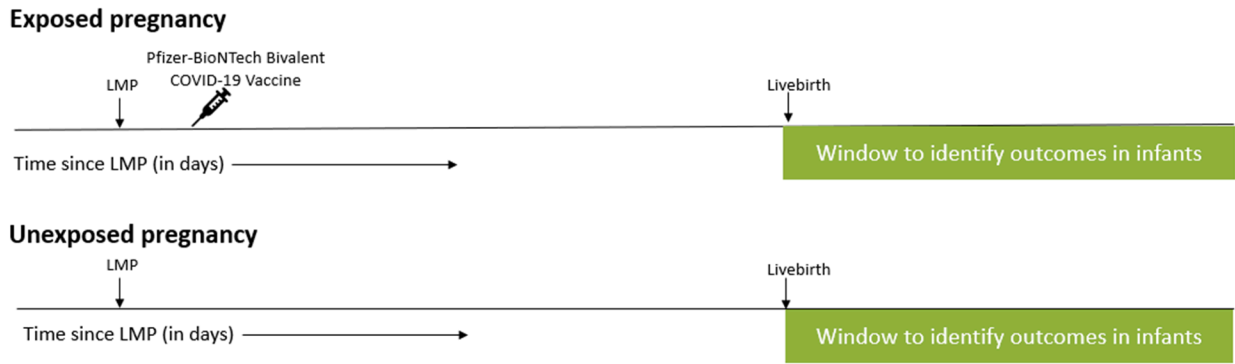 Exposed pregnancy
Pfizer-BioNTech Bivalent
COVID-19 Vaccine
LMP
Livebirth
Time since LMP (in days)
Window to identify outcomes in infants
Unexposed pregnancy
LMP
Livebirth
Time since LMP (in days)
Window to identify outcomes in infants